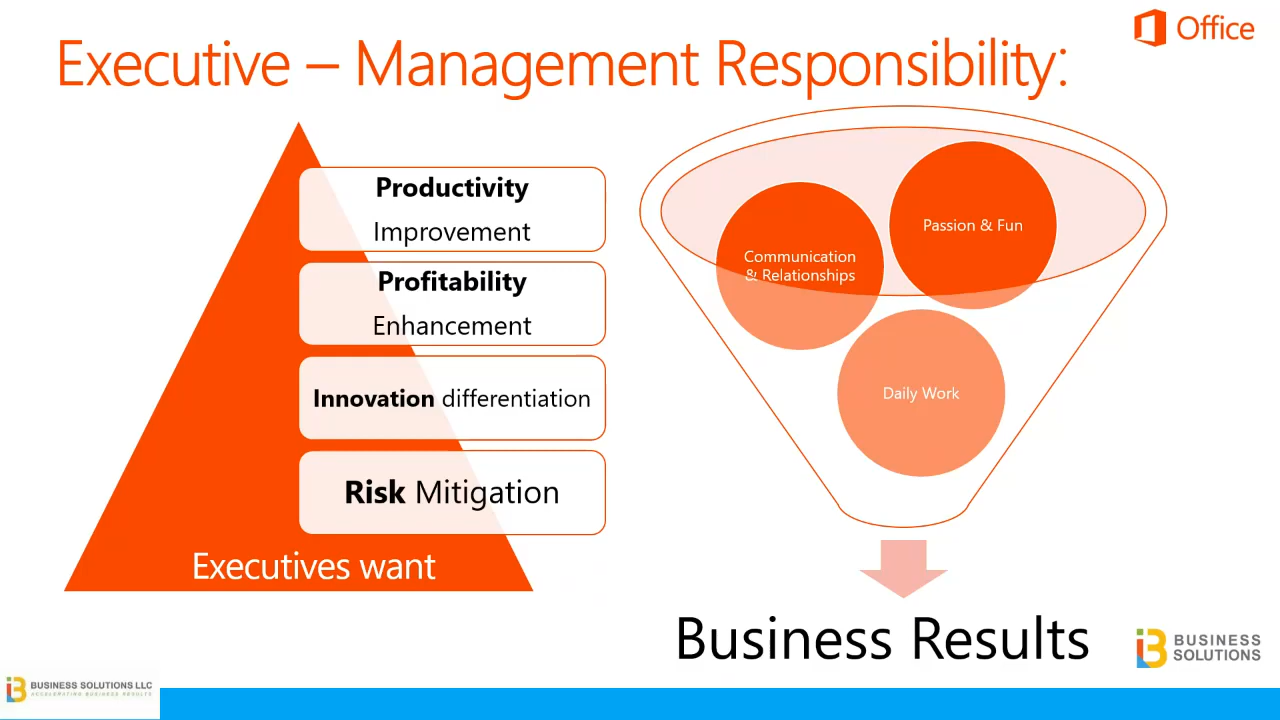 Office
Executive – Management Responsibility:
Productivity
Improvement
Profitability
Enhancement
Innovation differentiation
Risk Mitigation
Executives want
Communication
& Relationships
Passion & Fun
Daily Work
Business Results
BUSINESS
SOLUTIONS
BUSINESS SOLUTIONS LLC
ACCELERATING BUSINESS RESULTS